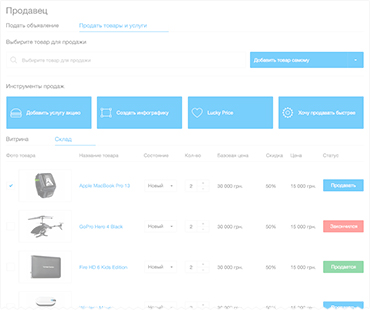 Продавец
Подать объявление Продать товары и услуги
Выберите товар для продажи
Выберите товар для продажи Добавить товар самому
Инструменты продаж
Добавить услугу акцию Создать инфографику Lucky Price Хочу продавать быстрее
Витрина Склад
Фото товара Название товара Состояние Кол-во Базовая цена Скидка Цена Статус
Apple MacBook Pro 13 Новый 2 30 000 грн. 50% 15 000 грн. Продавать
GoPro Hero 4 Black Новый 2 30 000 грн. 50% 15 000 грн. Закончился
Fire HD 8 Kids Edition Новый 2 30 000 грн. 50% 15 000 грн. Продается